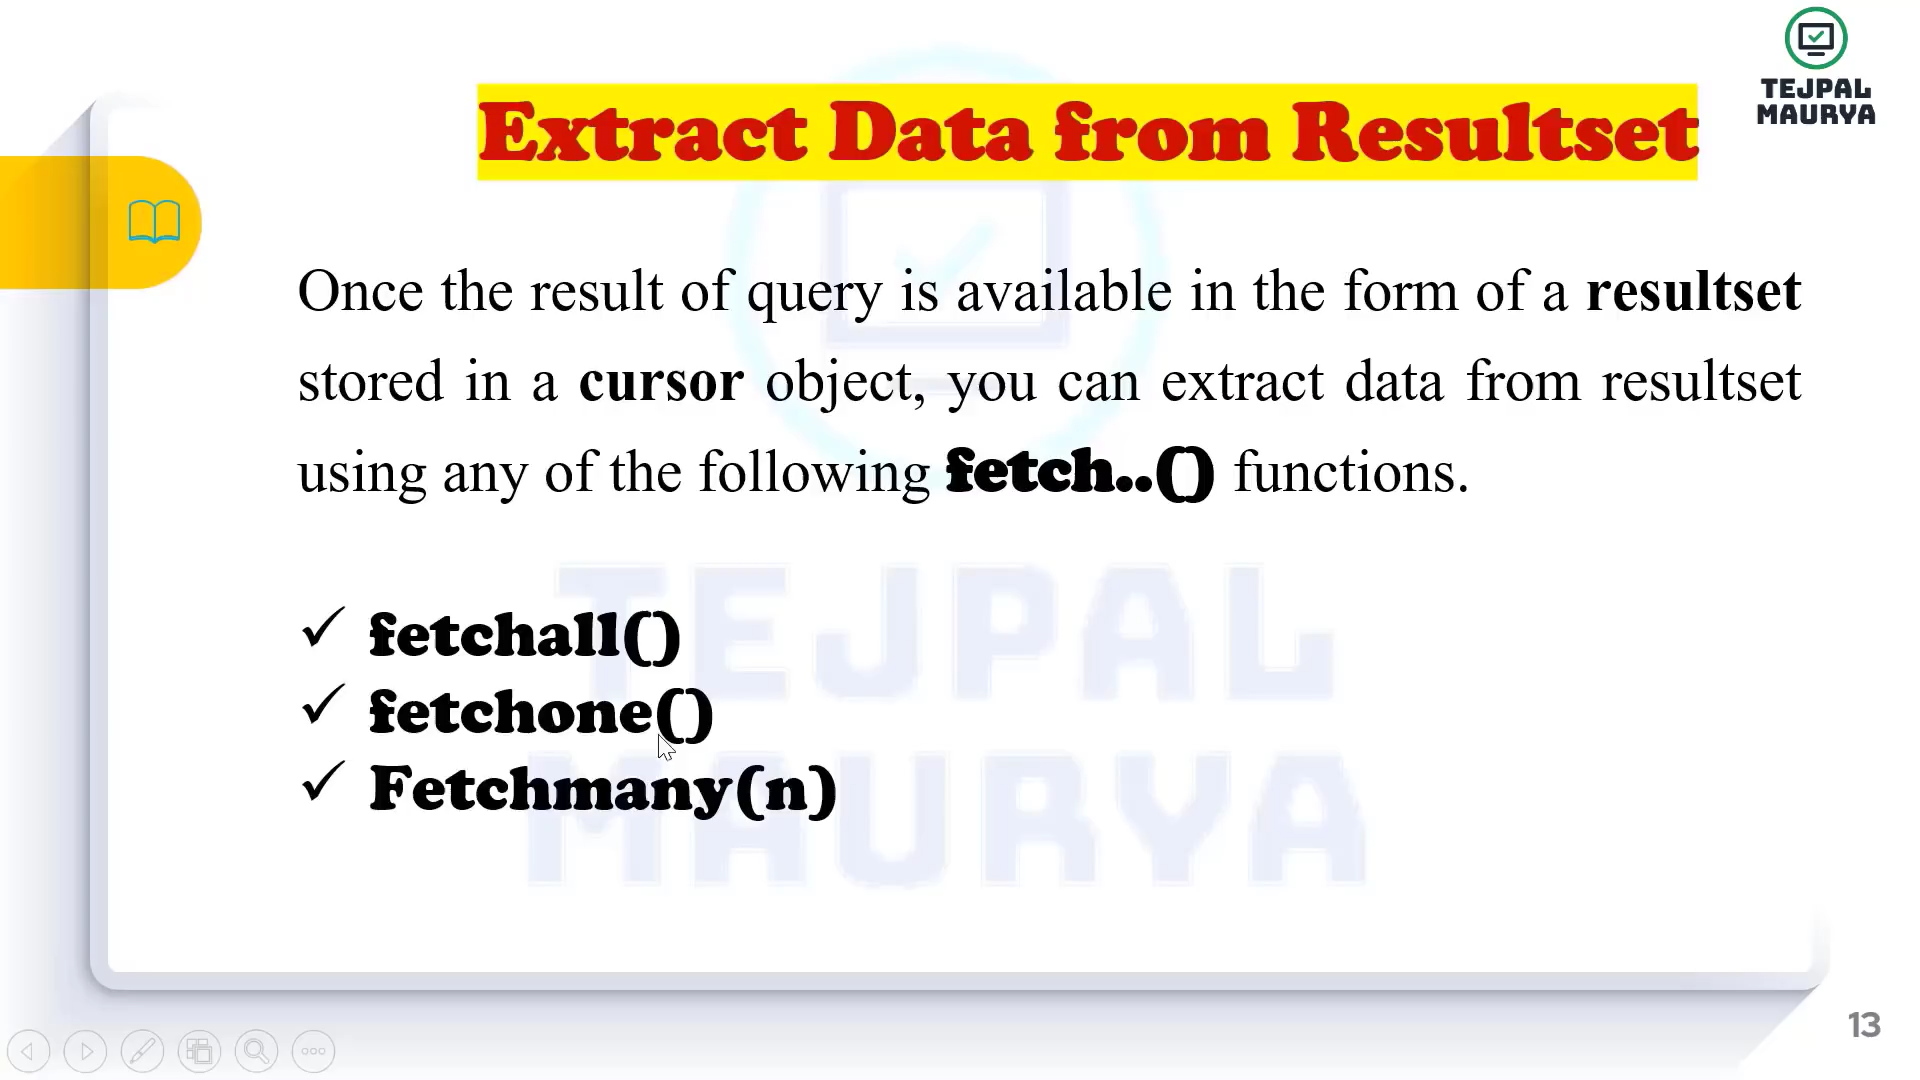 TEJPAL
MAURYA
Extract Data from Resultset
Once the result of query is available in the form of a resultset
stored in a cursor object, you can extract data from resultset
using any of the following fetch..() functions.
✓ fetchall()
✓ fetchone()
✓ Fetchmany(n)
TEJPAL
MAURYA
13